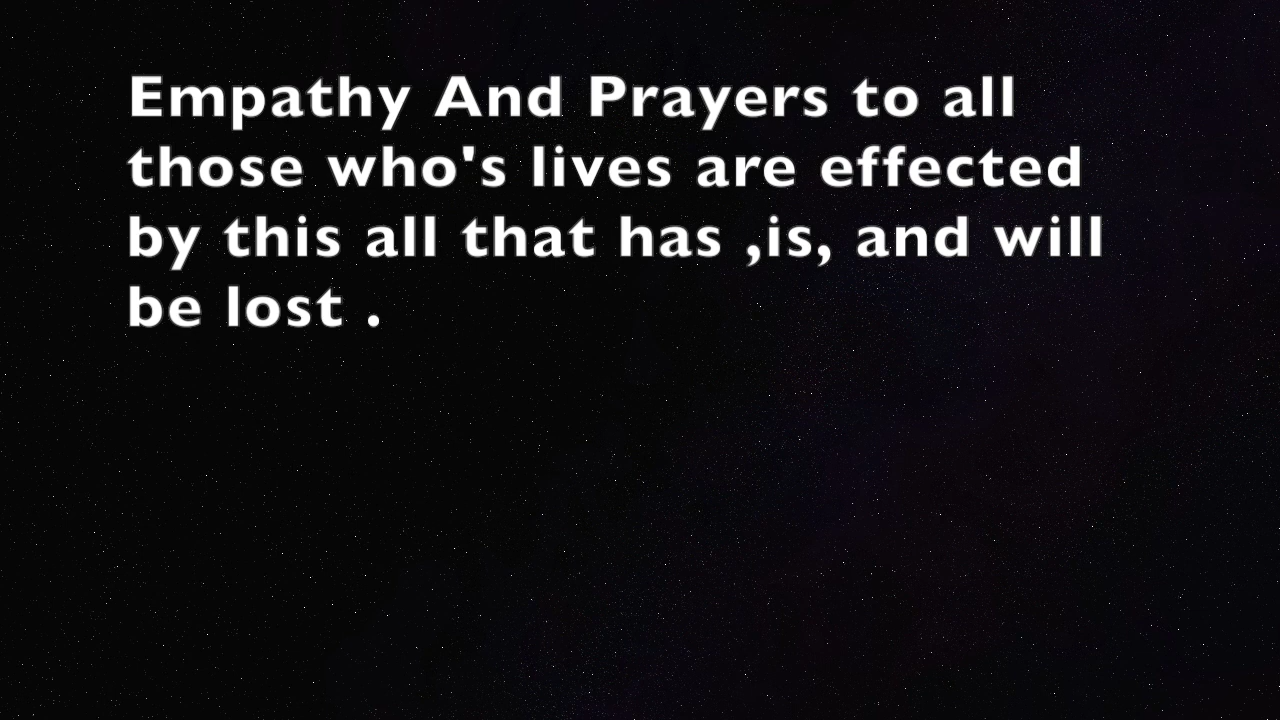 Empathy And Prayers to all
those who's lives are effected
by this all that has ,is, and will
be lost .